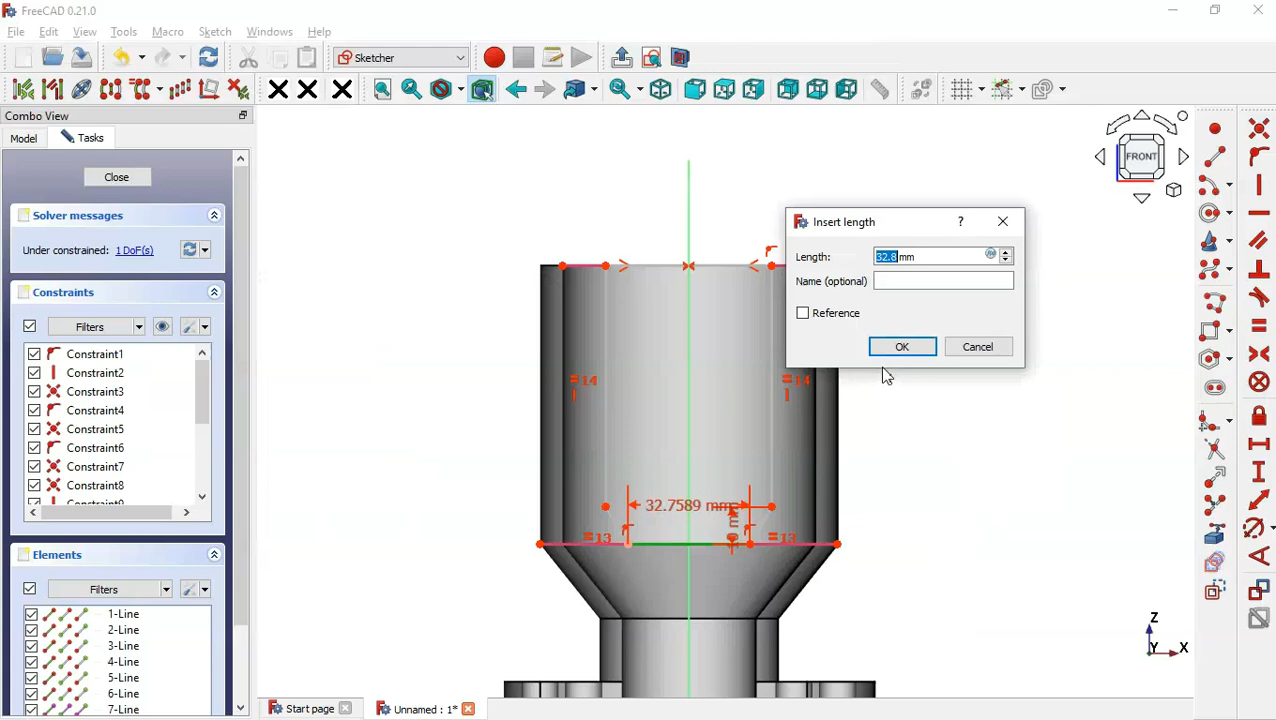 FreeCAD 0.21.0
File Edit View Tools Macro Sketch Windows Help
Sketcher
Combo View
Model Tasks
Close
Solver messages
Under constrained: 1 DoF(s)
Constraints
Filters
Constraint1
Constraint2
Constraint3
Constraint4
Constraint5
Constraint6
Constraint7
Constraint8
Constraint9
Elements
Filters
1-Line
2-Line
3-Line
4-Line
5-Line
6-Line
7-Line
FRONT
Insert length ?
Length: 32.8 mm
Name (optional)
Reference
OK Cancel
14 14
32.7589 mm
13 13
Z
Y X
Start page Unnamed : 1*